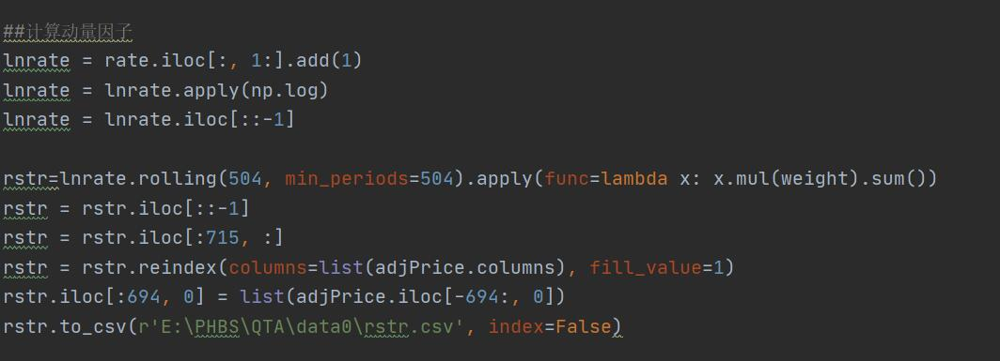 ##计算动量因子
lnrate = rate.iloc[:, 1:].add(1)
lnrate = lnrate.apply(np.log)
lnrate = lnrate.iloc[::-1]
rstr=lnrate.rolling(504, min_periods=504).apply(func=lambda x: x.mul(weight).sum())
rstr = rstr.iloc[::-1]
rstr = rstr.iloc[:715, :]
rstr = rstr.reindex(columns=list(adjPrice.columns), fill_value=1)
rstr.iloc[:694, 0] = list(adjPrice.iloc[-694:, 0])
rstr.to_csv(r'E:\PHBS\QTA\data0\rstr.csv', index=False)